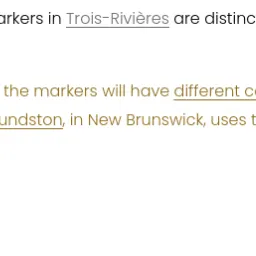 arkers in Trois-Rivières are distinc
the markers will have different c
undston, in New Brunswick, uses t